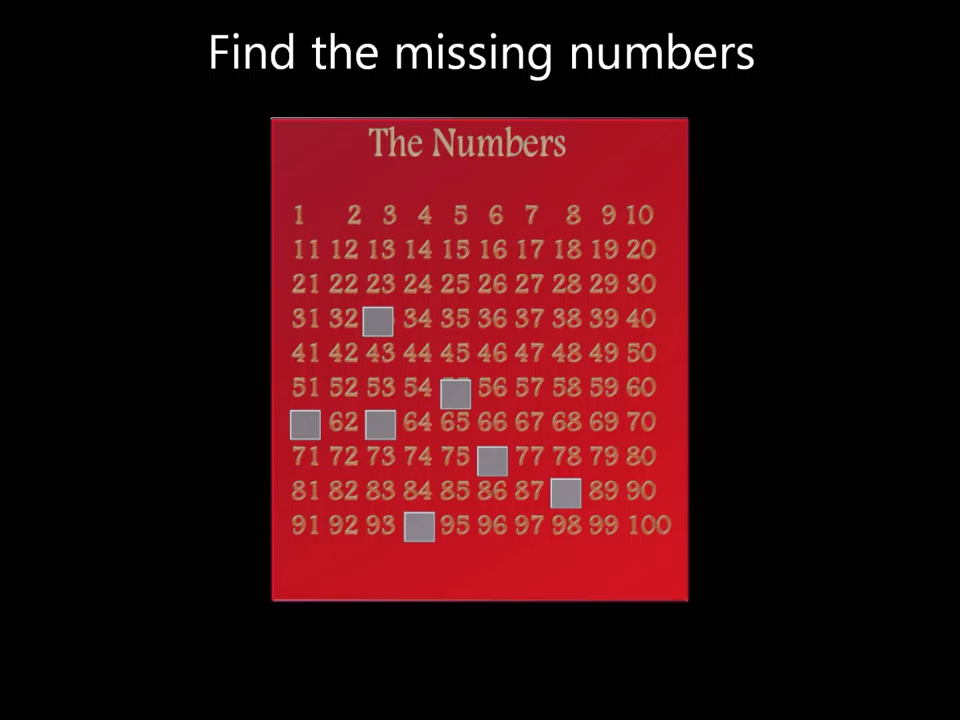 Find the missing numbers
The Numbers
1 2 3 4 5 6 7 8 9 10
11 12 13 14 15 16 17 18 19 20
21 22 23 24 25 26 27 28 29 30
31 32 34 35 36 37 38 39 40
41 42 43 44 45 46 47 48 49 50
51 52 53 54 56 57 58 59 60
62 64 65 66 67 68 69 70
71 72 73 74 75 77 78 79 80
81 82 83 84 85 86 87 89 90
91 92 93 95 96 97 98 99 100